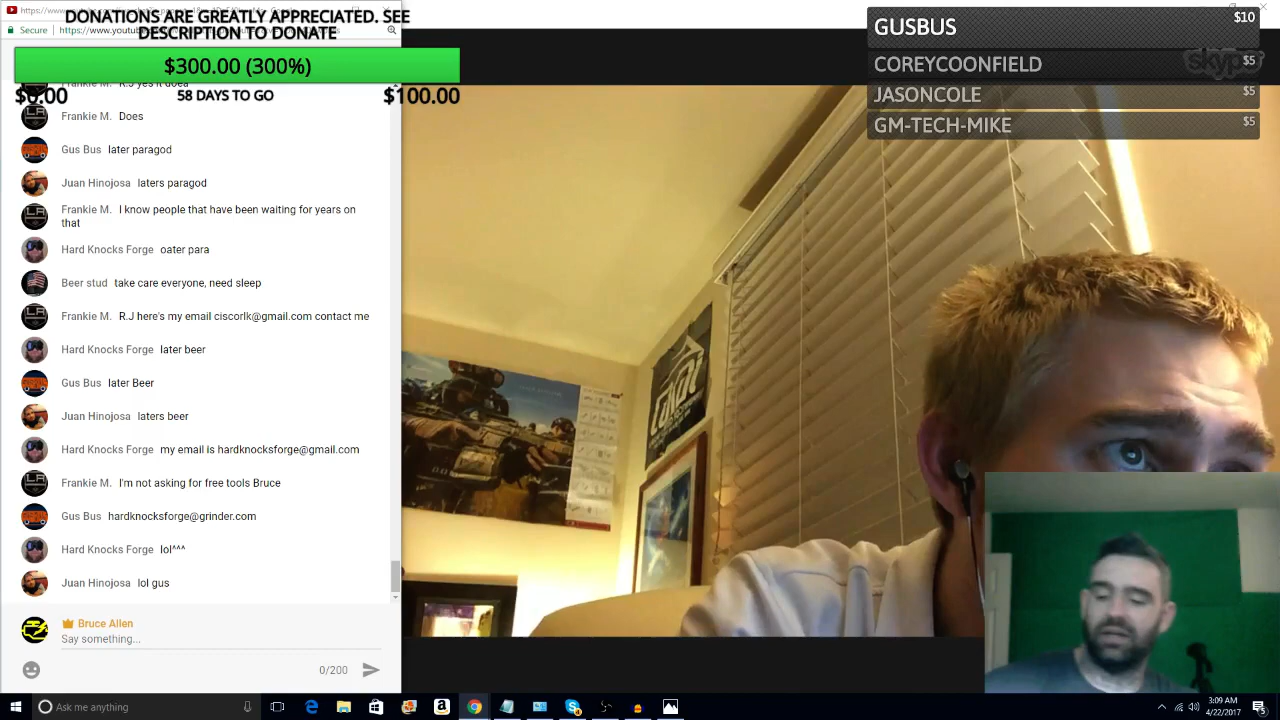 DONATIONS ARE GREATLY APPRECIATED. SEE
DESCRIPTION TO DONATE
Secure
$300.00 (300%)
$0.00
58 DAYS TO GO
$100.00
GUSBUS $10
COREYCOONFIELD $5
JASONCOLE $5
GM-TECH-MIKE $5
skype
Frankie M. R.J yes it doea
Frankie M. Does
Gus Bus later paragod
Juan Hinojosa laters paragod
Frankie M. I know people that have been waiting for years on
that
Hard Knocks Forge oater para
Beer stud take care everyone, need sleep
Frankie M. R.J here's my email ciscorlk@gmail.com contact me
Hard Knocks Forge later beer
Gus Bus later Beer
Juan Hinojosa laters beer
Hard Knocks Forge my email is hardknocksforge@gmail.com
Frankie M. I'm not asking for free tools Bruce
Gus Bus hardknocksforge@grinder.com
Hard Knocks Forge lol^^^
Juan Hinojosa lol gus
Bruce Allen
Say something...
0/200
Ask me anything
3:09 AM
4/22/2017